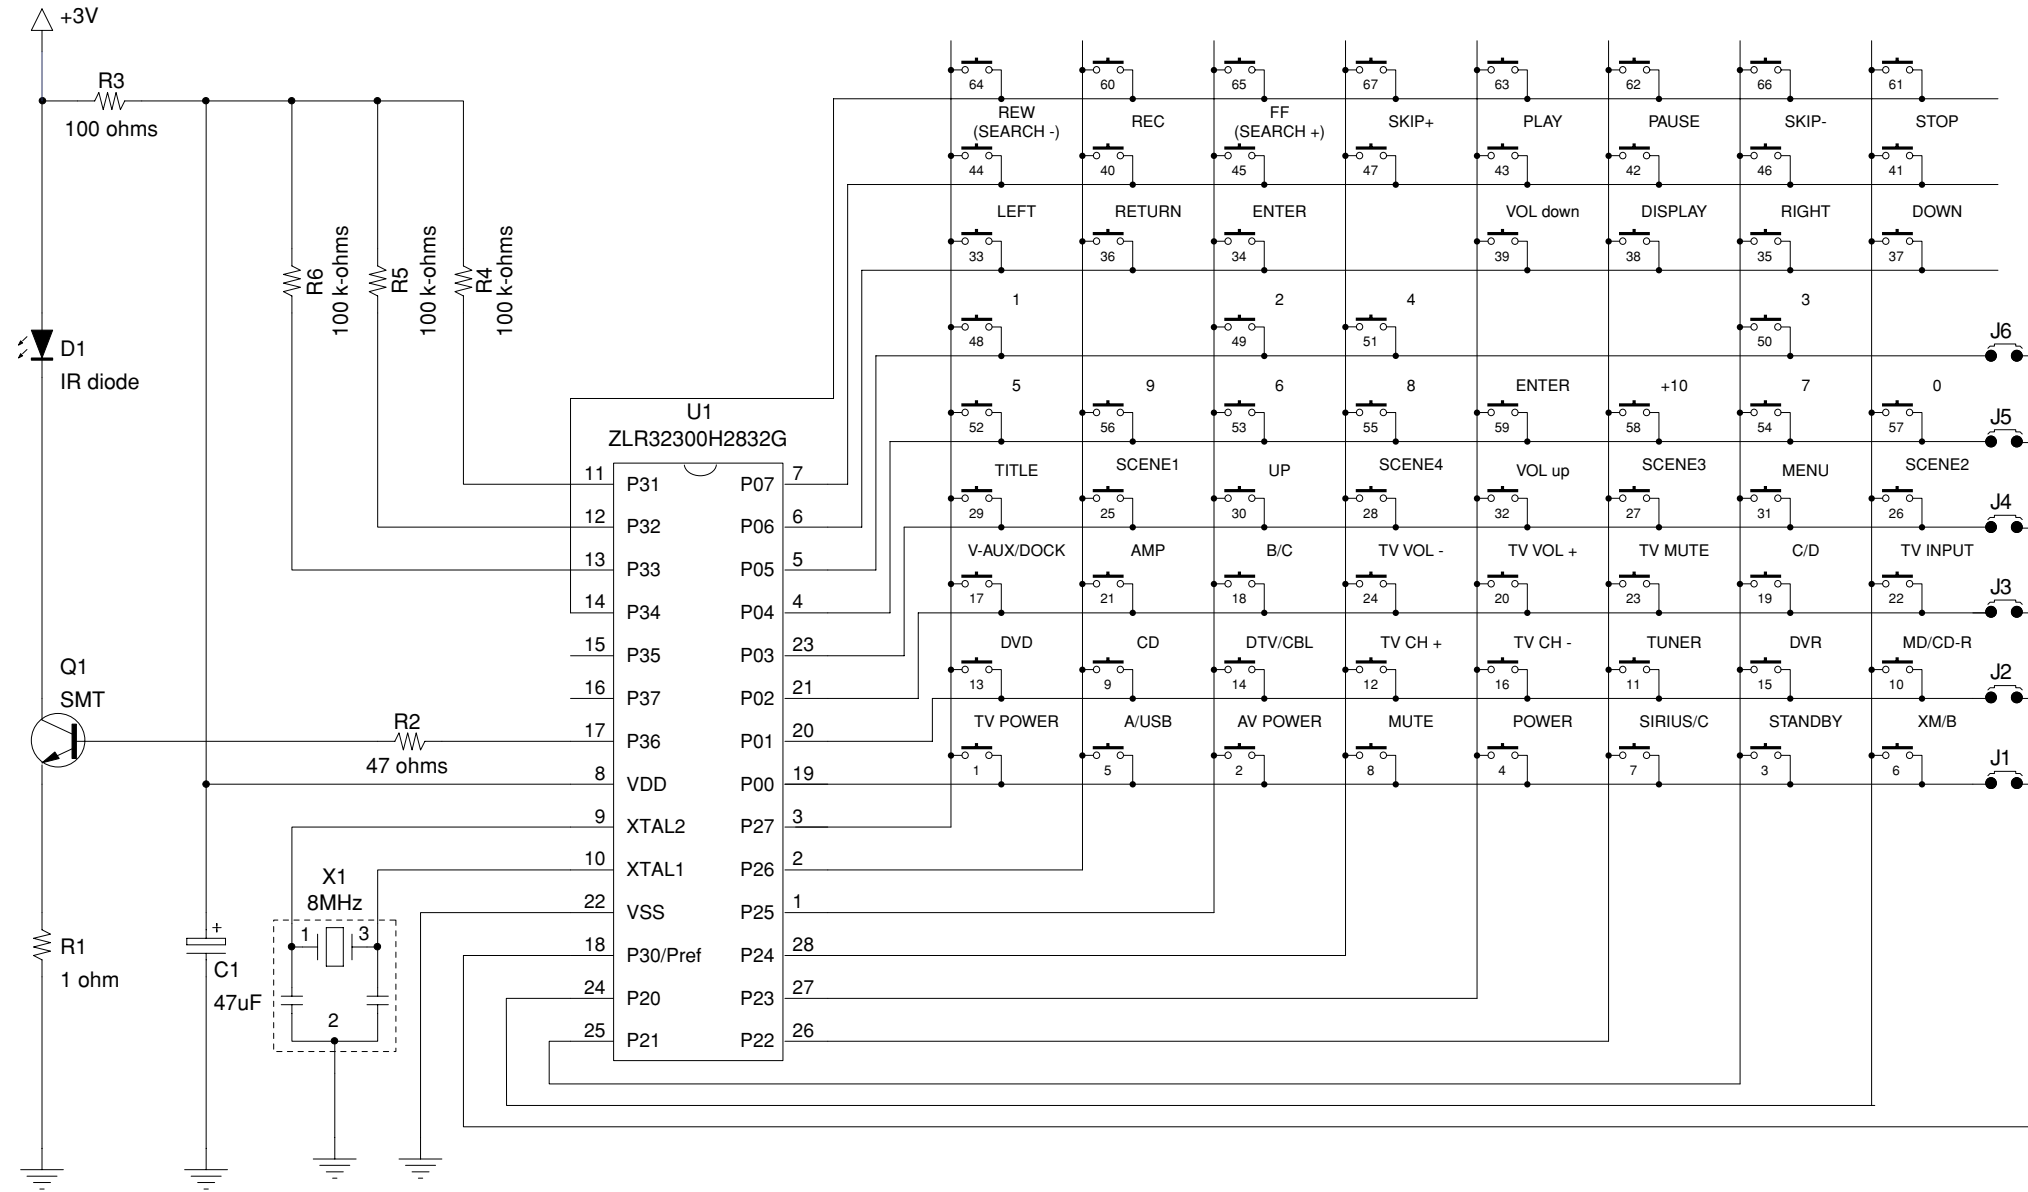 +3V
R3
100 ohms
64 60 65 67 63 62 66 61
REW REC FF SKIP+ PLAY PAUSE SKIP- STOP
(SEARCH -) (SEARCH +)
44 40 45 47 43 42 46 41
LEFT RETURN ENTER VOL down DISPLAY RIGHT DOWN
33 36 34 39 38 35 37
1 2 4 3
48 49 51 50
J6
5 9 6 8 ENTER +10 7 0
52 56 53 55 59 58 54 57
J5
TITLE SCENE1 UP SCENE4 VOL up SCENE3 MENU SCENE2
29 25 30 28 32 27 31 26
J4
V-AUX/DOCK AMP B/C TV VOL - TV VOL + TV MUTE C/D TV INPUT
17 21 18 24 20 23 19 22
J3
DVD CD DTV/CBL TV CH + TV CH - TUNER DVR MD/CD-R
13 9 14 12 16 11 15 10
J2
TV POWER A/USB AV POWER MUTE POWER SIRIUS/C STANDBY XM/B
1 5 2 8 4 7 3 6
J1
R6
100 k-ohms
R5
100 k-ohms
R4
100 k-ohms
D1
IR diode
U1
ZLR32300H2832G
11 P31 P07 7
12 P32 P06 6
13 P33 P05 5
14 P34 P04 4
15 P35 P03 23
16 P37 P02 21
17 P36 P01 20
8 VDD P00 19
9 XTAL2 P27 3
10 XTAL1 P26 2
22 VSS P25 1
18 P30/Pref P24 28
24 P20 P23 27
25 P21 P22 26
Q1
SMT
R2
47 ohms
X1
8MHz
1 3
2
R1
1 ohm
+
C1
47uF